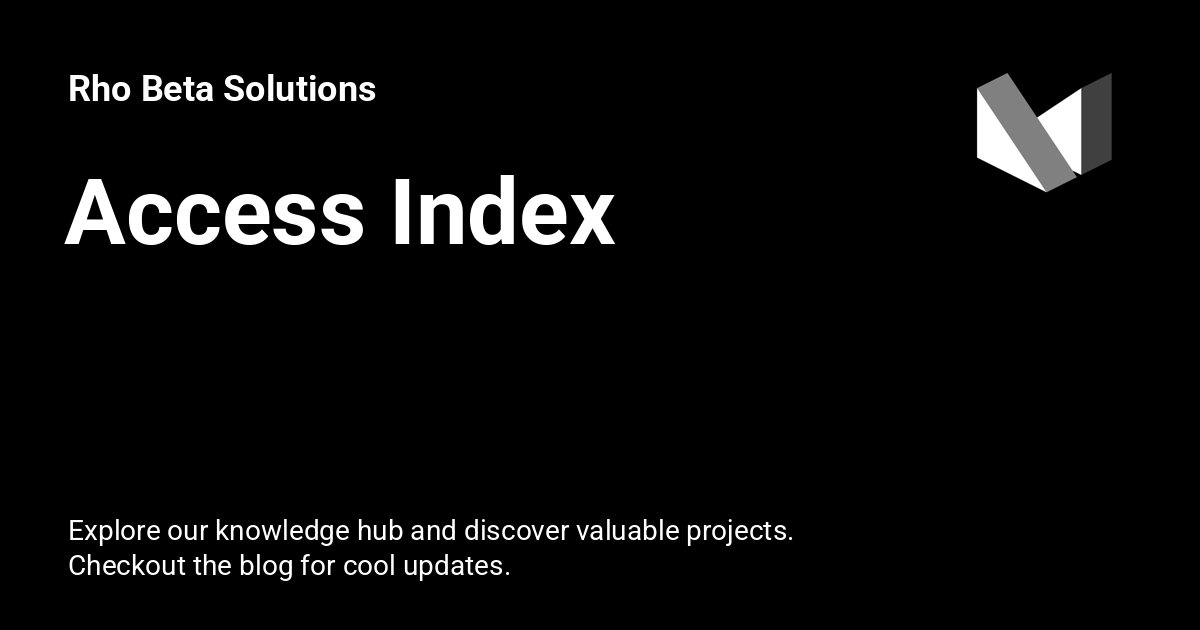 Rho Beta Solutions
Access Index
Explore our knowledge hub and discover valuable projects.
Checkout the blog for cool updates.